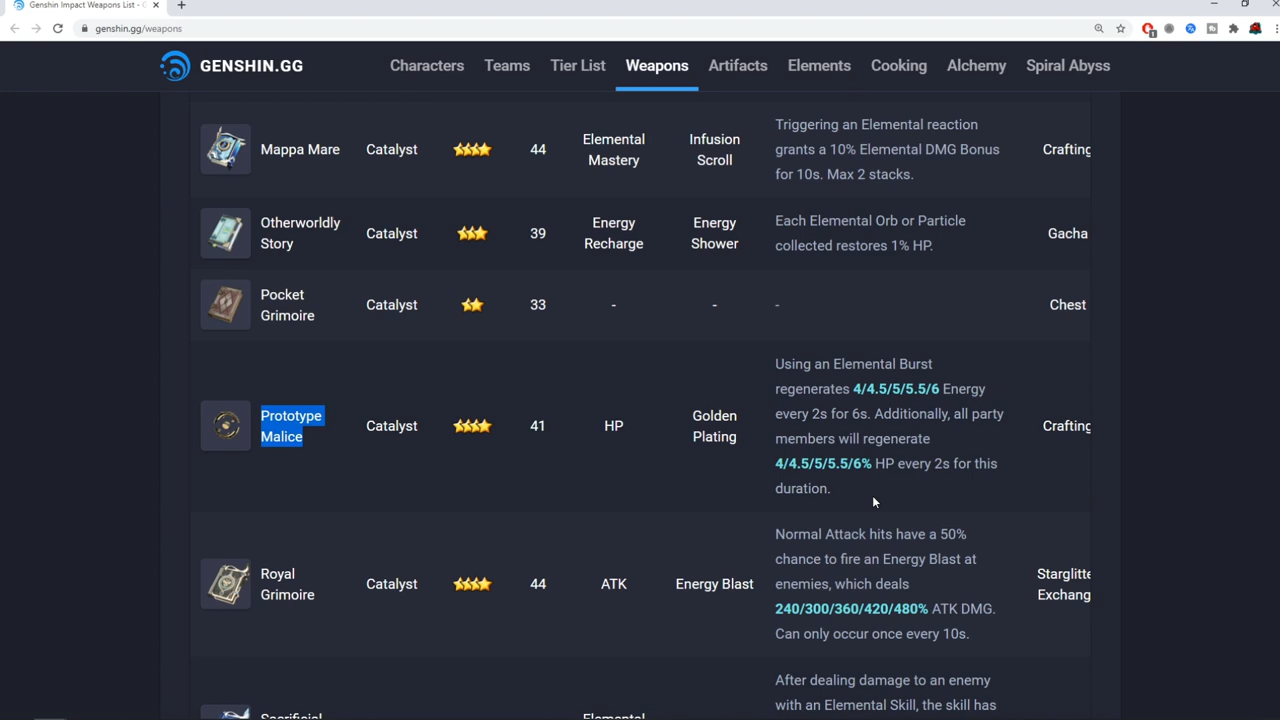 Genshin Impact Weapons List - G
genshin.gg/weapons
GENSHIN.GG
Characters
Teams
Tier List
Weapons
Artifacts
Elements
Cooking
Alchemy
Spiral Abyss
Mappa Mare
Catalyst
44
Elemental
Mastery
Infusion
Scroll
Triggering an Elemental reaction
grants a 10% Elemental DMG Bonus
for 10s. Max 2 stacks.
Crafting
Otherworldly
Story
Catalyst
39
Energy
Recharge
Energy
Shower
Each Elemental Orb or Particle
collected restores 1% HP.
Gacha
Pocket
Grimoire
Catalyst
33
-
-
-
Chest
Prototype
Malice
Catalyst
41
HP
Golden
Plating
Using an Elemental Burst
regenerates 4/4.5/5/5.5/6 Energy
every 2s for 6s. Additionally, all party
members will regenerate
4/4.5/5/5.5/6% HP every 2s for this
duration.
Crafting
Royal
Grimoire
Catalyst
44
ATK
Energy Blast
Normal Attack hits have a 50%
chance to fire an Energy Blast at
enemies, which deals
240/300/360/420/480% ATK DMG.
Can only occur once every 10s.
Starglitte
Exchang
Sacrificial
Elemental
After dealing damage to an enemy
with an Elemental Skill, the skill has